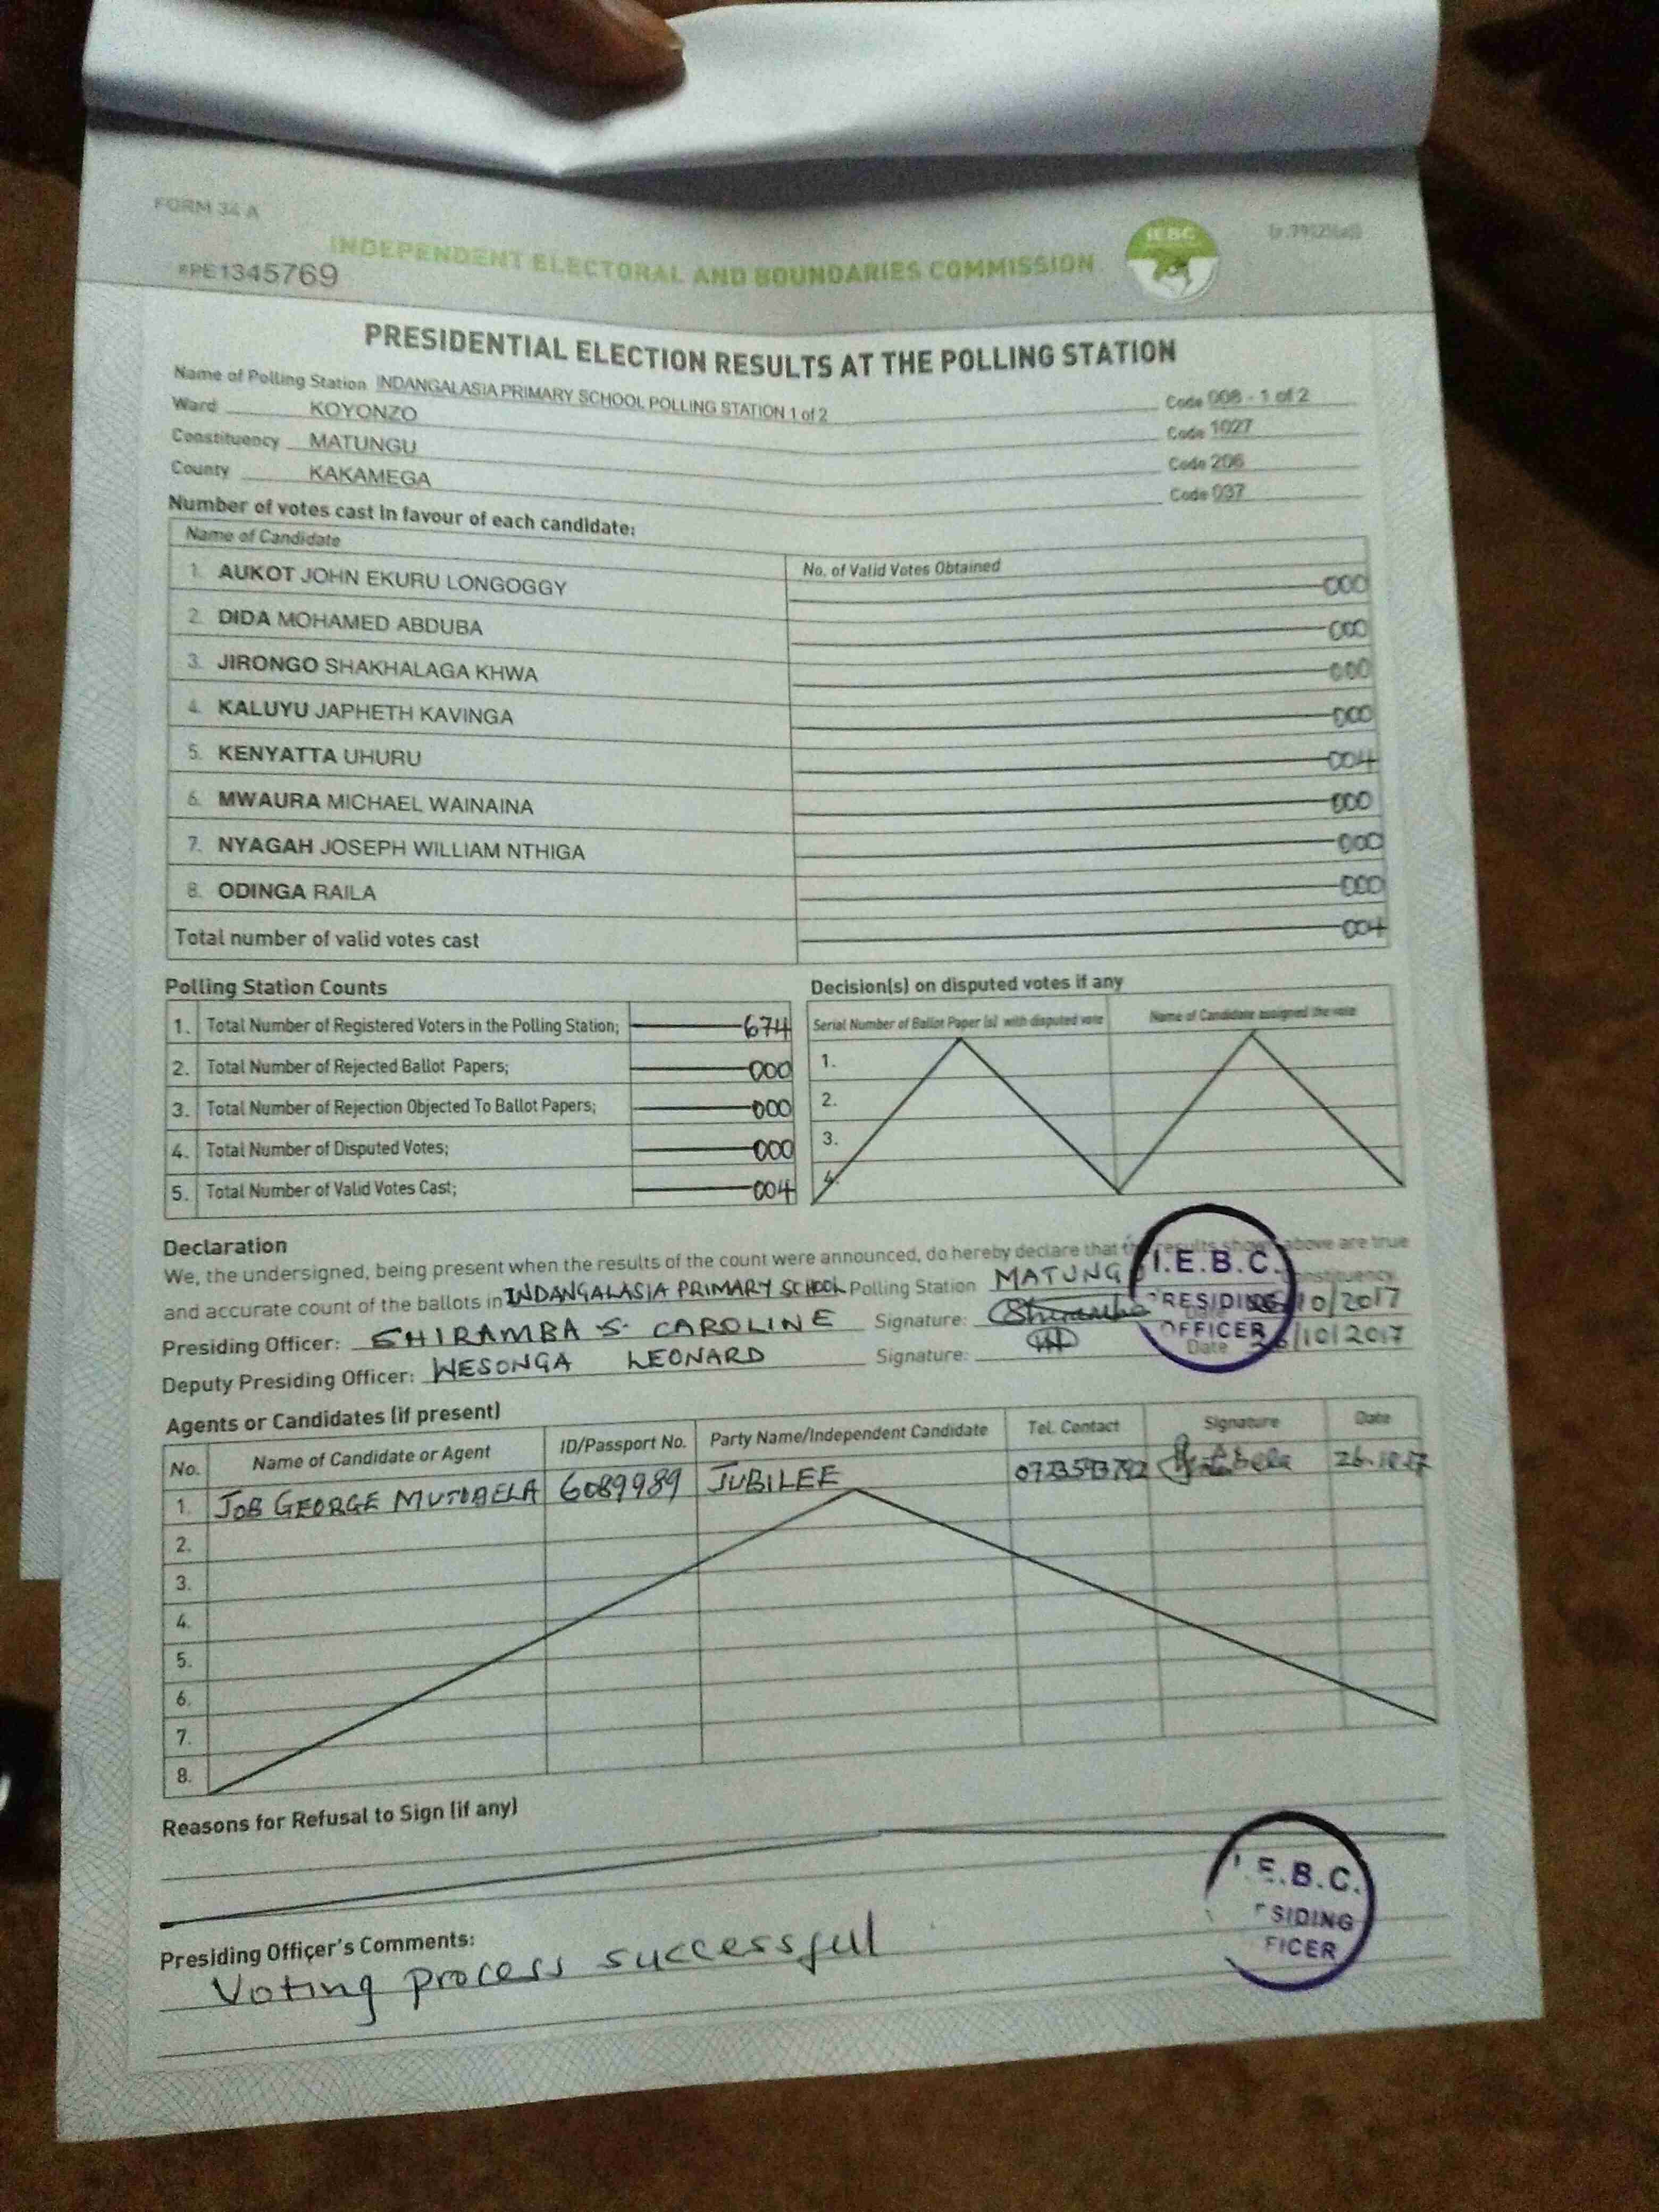 FORM 34 A
INDEPENDENT ELECTORAL AND BOUNDARIES COMMISSION
IEBC
#PE1345769
PRESIDENTIAL ELECTION RESULTS AT THE POLLING STATION
Name of Polling Station INDANGALASIA PRIMARY SCHOOL POLLING STATION 1 of 2 Code 008 - 1 of 2
Ward KOYONZO Code 1027
Constituency MATUNGU Code 206
County KAKAMEGA Code 037
Number of votes cast in favour of each candidate:
Name of Candidate No. of Valid Votes Obtained
1. AUKOT JOHN EKURU LONGOGGY 000
2. DIDA MOHAMED ABDUBA 000
3. JIRONGO SHAKHALAGA KHWA 000
4. KALUYU JAPHETH KAVINGA 000
5. KENYATTA UHURU 004
6. MWAURA MICHAEL WAINAINA 000
7. NYAGAH JOSEPH WILLIAM NTHIGA 000
8. ODINGA RAILA 000
Total number of valid votes cast 004
Polling Station Counts
1. Total Number of Registered Voters in the Polling Station; 674
2. Total Number of Rejected Ballot Papers; 000
3. Total Number of Rejection Objected To Ballot Papers; 000
4. Total Number of Disputed Votes; 000
5. Total Number of Valid Votes Cast; 004
Decision(s) on disputed votes if any
Serial Number of Ballot Paper (s) with disputed vote Name of Candidate assigned the vote
1.
2.
3.
4.
Declaration
We, the undersigned, being present when the results of the count were announced, do hereby declare that the results shown above are true
and accurate count of the ballots in INDANGALASIA PRIMARY SCHOOL Polling Station MATUNG Constituency
Presiding Officer: SHIRAMBA S. CAROLINE Signature: Shiramba /10/2017
Deputy Presiding Officer: WESONGA LEONARD Signature: Date 26/10/2017
I.E.B.C.
PRESIDING
OFFICER
Agents or Candidates (if present)
No. Name of Candidate or Agent ID/Passport No. Party Name/Independent Candidate Tel. Contact Signature Date
1. JOB GEORGE MUTOBELA 6089989 JUBILEE 26.10.17
2.
3.
4.
5.
6.
7.
8.
Reasons for Refusal to Sign (if any)
Presiding Officer's Comments:
Voting process successful
E.B.C.
SIDING
FICER